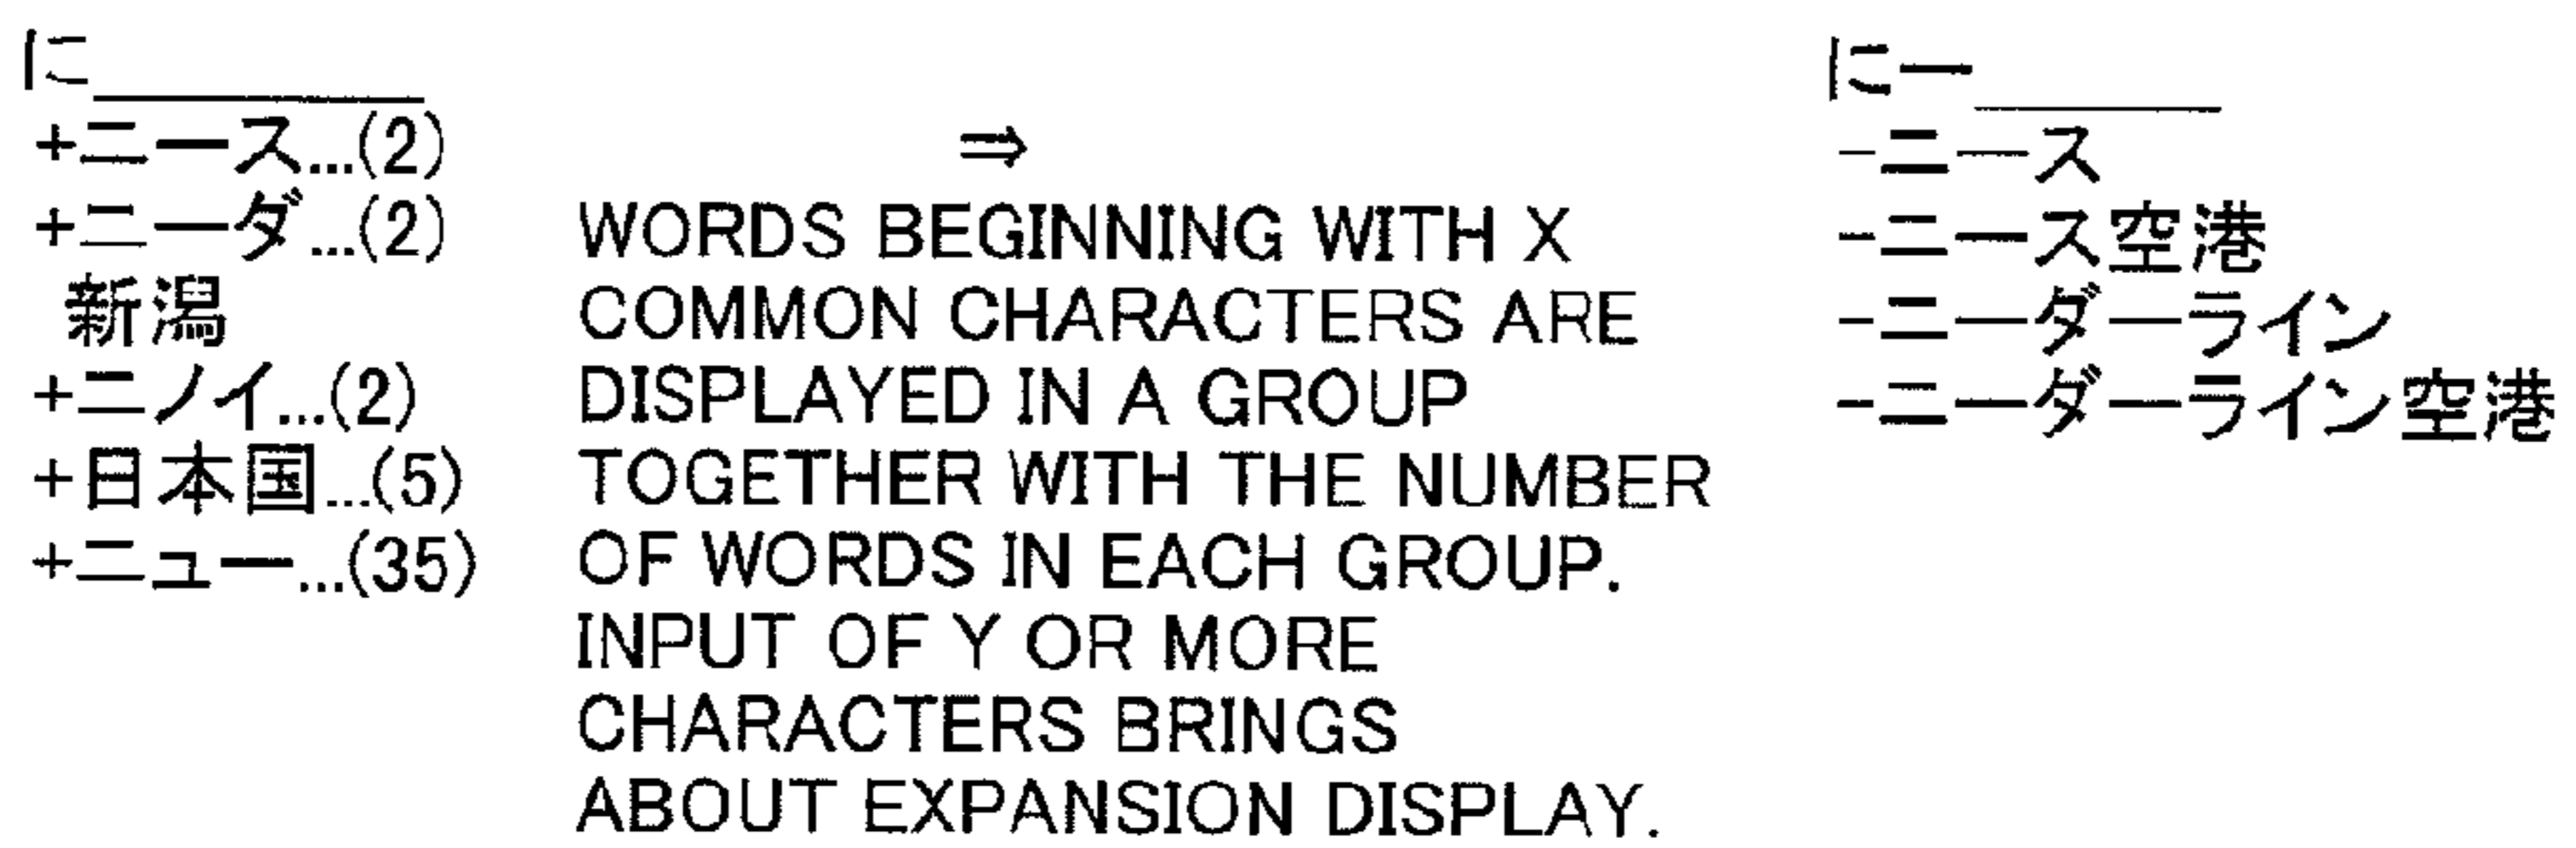 に
+ニース...(2)
+ニーダ...(2)
新潟
+ニノイ...(2)
+日本国...(5)
+ニュー...(35)
⇒
WORDS BEGINNING WITH X
COMMON CHARACTERS ARE
DISPLAYED IN A GROUP
TOGETHER WITH THE NUMBER
OF WORDS IN EACH GROUP.
INPUT OF Y OR MORE
CHARACTERS BRINGS
ABOUT EXPANSION DISPLAY.
にー
-ニース
-ニース空港
-ニーダーライン
-ニーダーライン空港